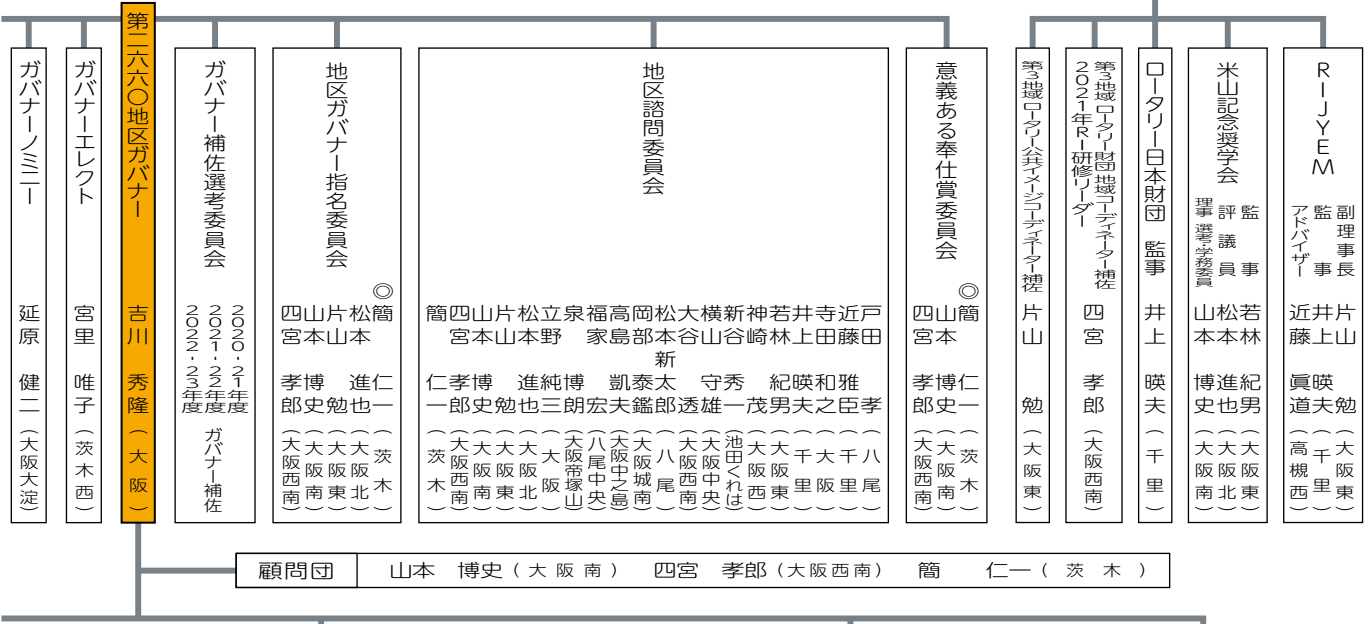 RIJYEM
副理事長 片山 勉(大阪東)
監事 井上 暎夫(千里)
アドバイザー 近藤 眞道(高槻西)
米山記念奨学会
監事 若林 紀男(大阪東)
評議員 松本 進也(大阪北)
理事 選考・学務委員 山本 博史(大阪南)
ロータリー日本財団 監事 井上 暎夫(千里)
第3地域 ロータリー財団 地域コーディネーター補佐
2021年RI研修リーダー 四宮 孝郎(大阪西南)
第3地域 ロータリー公共イメージコーディネーター補佐 片山 勉(大阪東)
意義ある奉仕賞委員会
◎簡 仁一(茨木)
山本 博史(大阪南)
四宮 孝郎(大阪西南)
地区諮問委員会
戸田 孝(八尾)
近藤 雅臣(千里)
寺田 和之(大阪)
井上 暎夫(千里)
若林 紀男(大阪東)
神崎 茂(大阪西)
新谷 秀一(池田くれは)
横山 守雄(大阪中央)
大谷 透(大阪西南)
松本 新太郎(八尾)
岡部 泰鑑(大阪城南)
高島 凱夫(大阪中之島)
福家 宏(八尾中央)
泉 博朗(大阪帝塚山)
立野 純三(大阪)
松本 進也(大阪北)
片山 勉(大阪東)
山本 博史(大阪南)
四宮 孝郎(大阪西南)
簡 仁一(茨木)
地区ガバナー指名委員会
◎簡 仁一(茨木)
松本 進也(大阪北)
片山 勉(大阪東)
山本 博史(大阪南)
四宮 孝郎(大阪西南)
ガバナー補佐選考委員会
2020-21年度
2021-22年度 ガバナー補佐
2022-23年度
第二六六〇地区ガバナー 吉川 秀隆(大阪)
ガバナーエレクト 宮里 唯子(茨木西)
ガバナーノミニー 延原 健二(大阪大淀)
顧問団 山本 博史(大阪南) 四宮 孝郎(大阪西南) 簡 仁一(茨木)